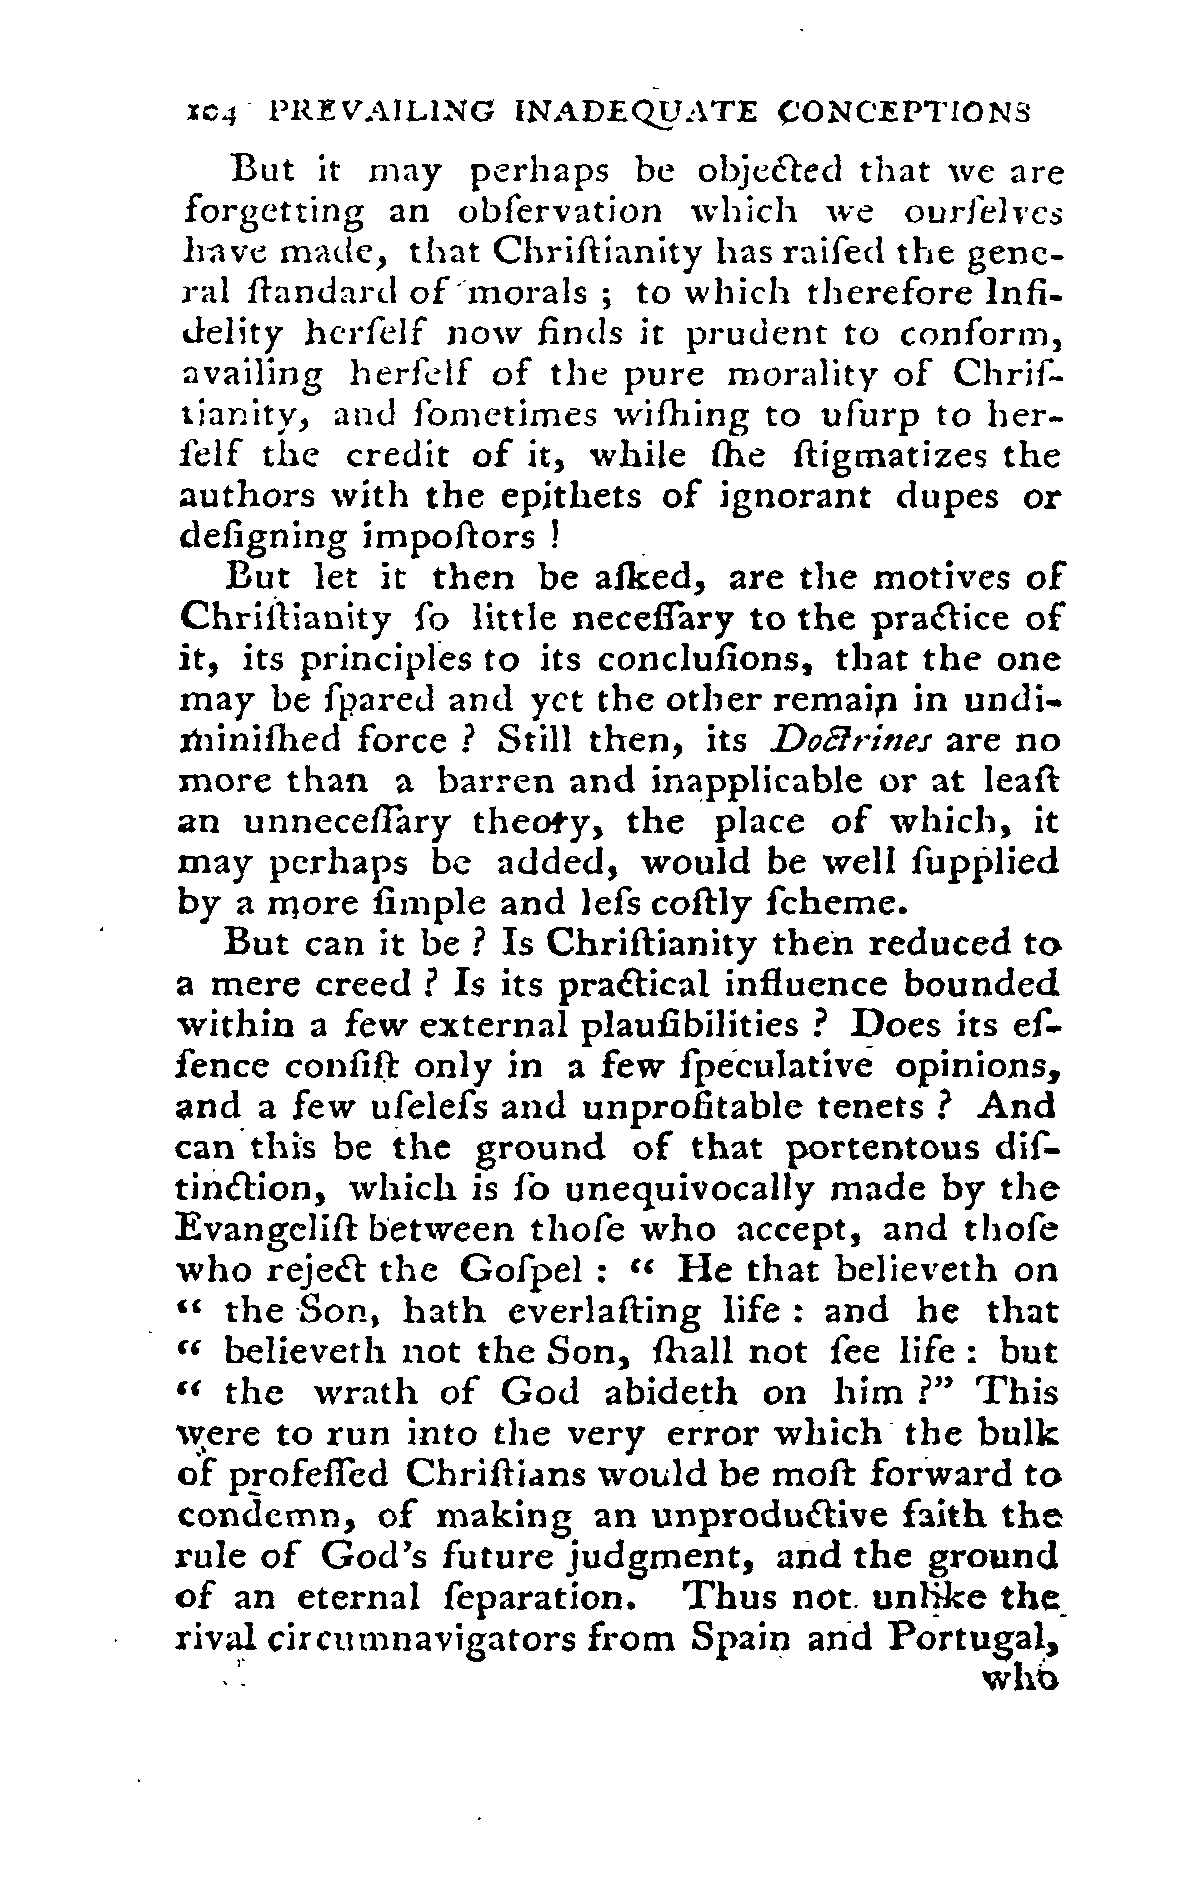 104 PREVAILING INADEQUATE CONCEPTIONS
But it may perhaps be objected that we are
forgetting an obſervation which we ourſelves
have made, that Chriſtianity has raiſed the gene-
ral ſtandard of morals ; to which therefore Infi-
delity herſelf now finds it prudent to conform,
availing herſelf of the pure morality of Chriſ-
tianity, and ſometimes wiſhing to uſurp to her-
ſelf the credit of it, while ſhe ſtigmatizes the
authors with the epithets of ignorant dupes or
deſigning impoſtors !
But let it then be aſked, are the motives of
Chriſtianity ſo little neceſſary to the practice of
it, its principles to its concluſions, that the one
may be ſpared and yet the other remain in undi-
miniſhed force ? Still then, its Doctrines are no
more than a barren and inapplicable or at leaſt
an unneceſſary theory, the place of which, it
may perhaps be added, would be well ſupplied
by a more ſimple and leſs coſtly ſcheme.
But can it be ? Is Chriſtianity then reduced to
a mere creed ? Is its practical influence bounded
within a few external plauſibilities ? Does its eſ-
ſence conſiſt only in a few ſpeculative opinions,
and a few uſeleſs and unprofitable tenets ? And
can this be the ground of that portentous diſ-
tinction, which is ſo unequivocally made by the
Evangeliſt between thoſe who accept, and thoſe
who reject the Goſpel : “ He that believeth on
“ the Son, hath everlaſting life : and he that
“ believeth not the Son, ſhall not ſee life : but
“ the wrath of God abideth on him ?” This
were to run into the very error which the bulk
of profeſſed Chriſtians would be moſt forward to
condemn, of making an unproductive faith the
rule of God's future judgment, and the ground
of an eternal ſeparation. Thus not unlike the
rival circumnavigators from Spain and Portugal,
who